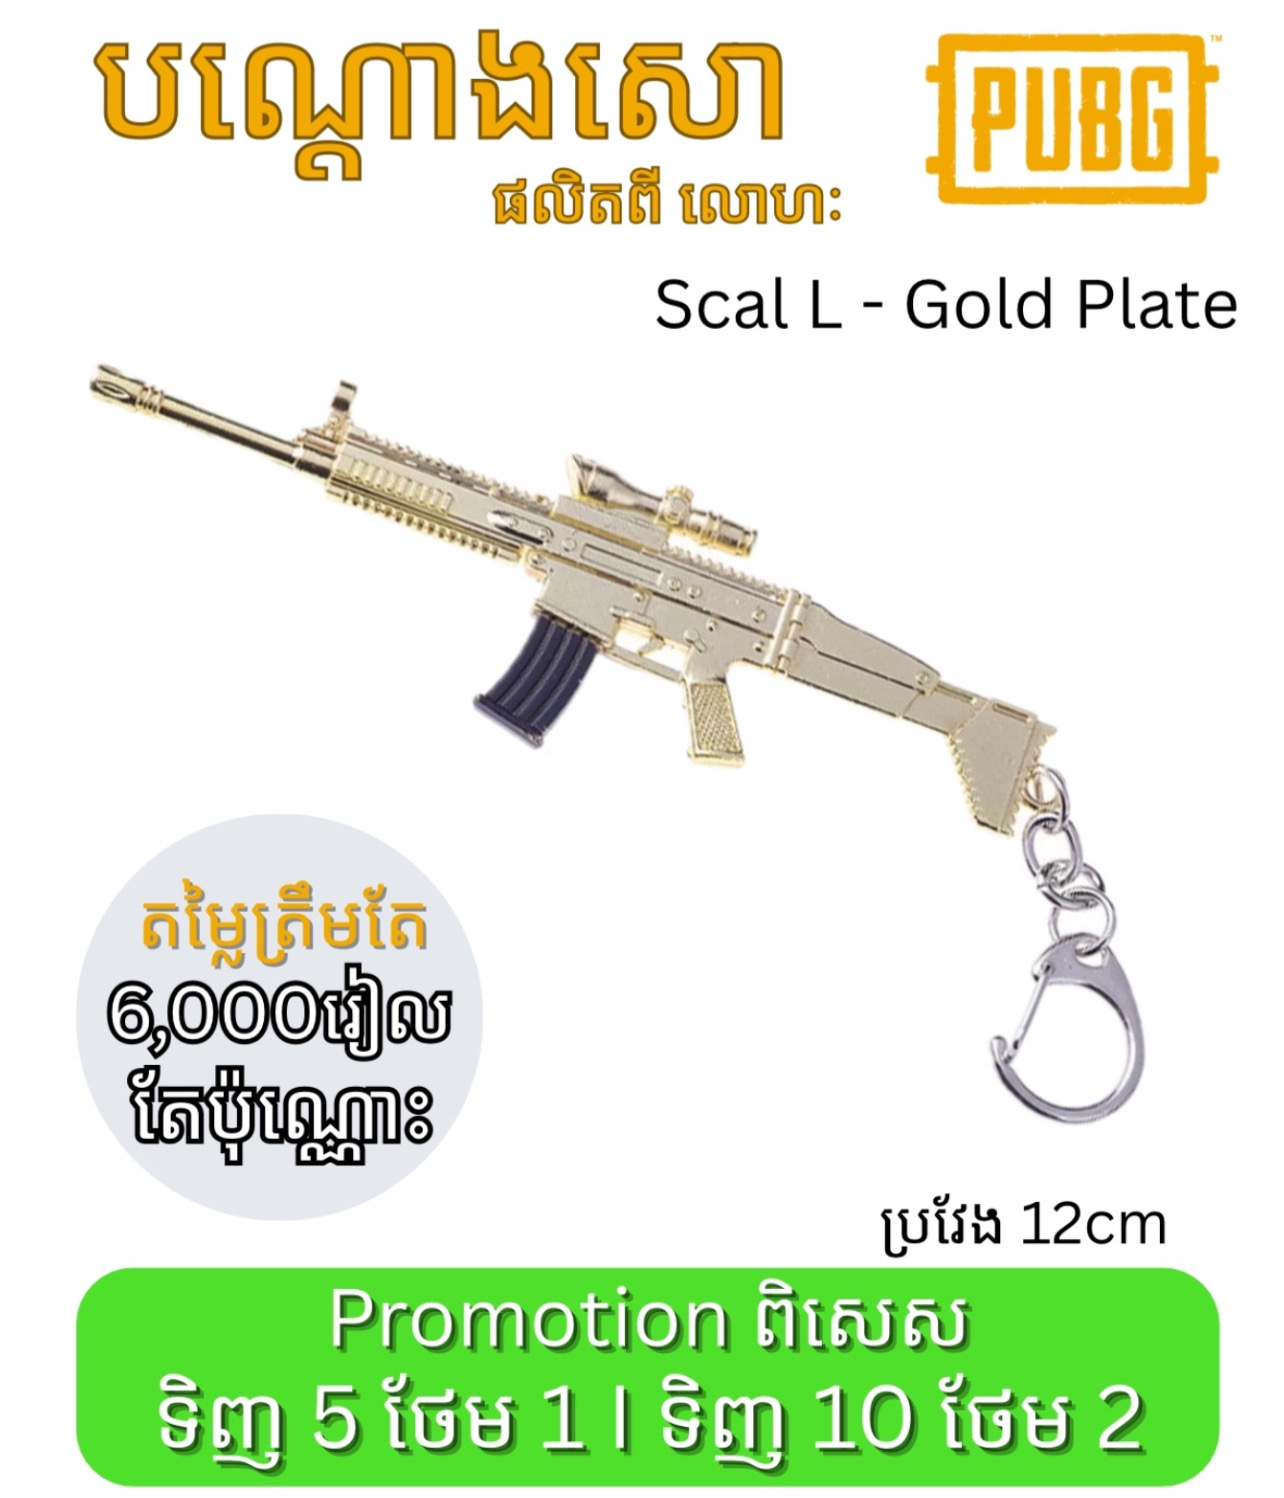 បណ្ដោងសោ
PUBG™
ផលិតពី លោហៈ
Scal L - Gold Plate
តម្លៃត្រឹមតែ
6,000រៀល
តែប៉ុណ្ណោះ
ប្រវែង 12cm
Promotion ពិសេស
ទិញ 5 ថែម 1 | ទិញ 10 ថែម 2